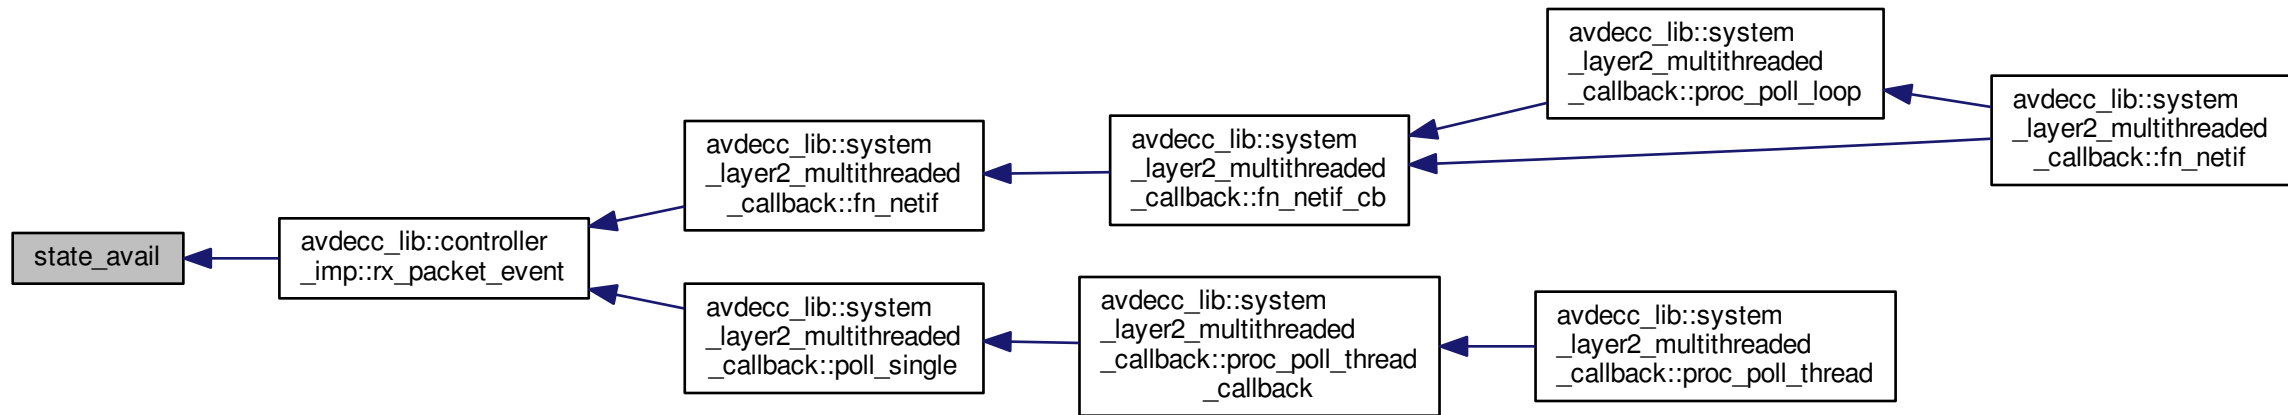 state_avail
avdecc_lib::controller
_imp::rx_packet_event
avdecc_lib::system
_layer2_multithreaded
_callback::fn_netif
avdecc_lib::system
_layer2_multithreaded
_callback::poll_single
avdecc_lib::system
_layer2_multithreaded
_callback::fn_netif_cb
avdecc_lib::system
_layer2_multithreaded
_callback::proc_poll_thread
_callback
avdecc_lib::system
_layer2_multithreaded
_callback::proc_poll_loop
avdecc_lib::system
_layer2_multithreaded
_callback::proc_poll_thread
avdecc_lib::system
_layer2_multithreaded
_callback::fn_netif